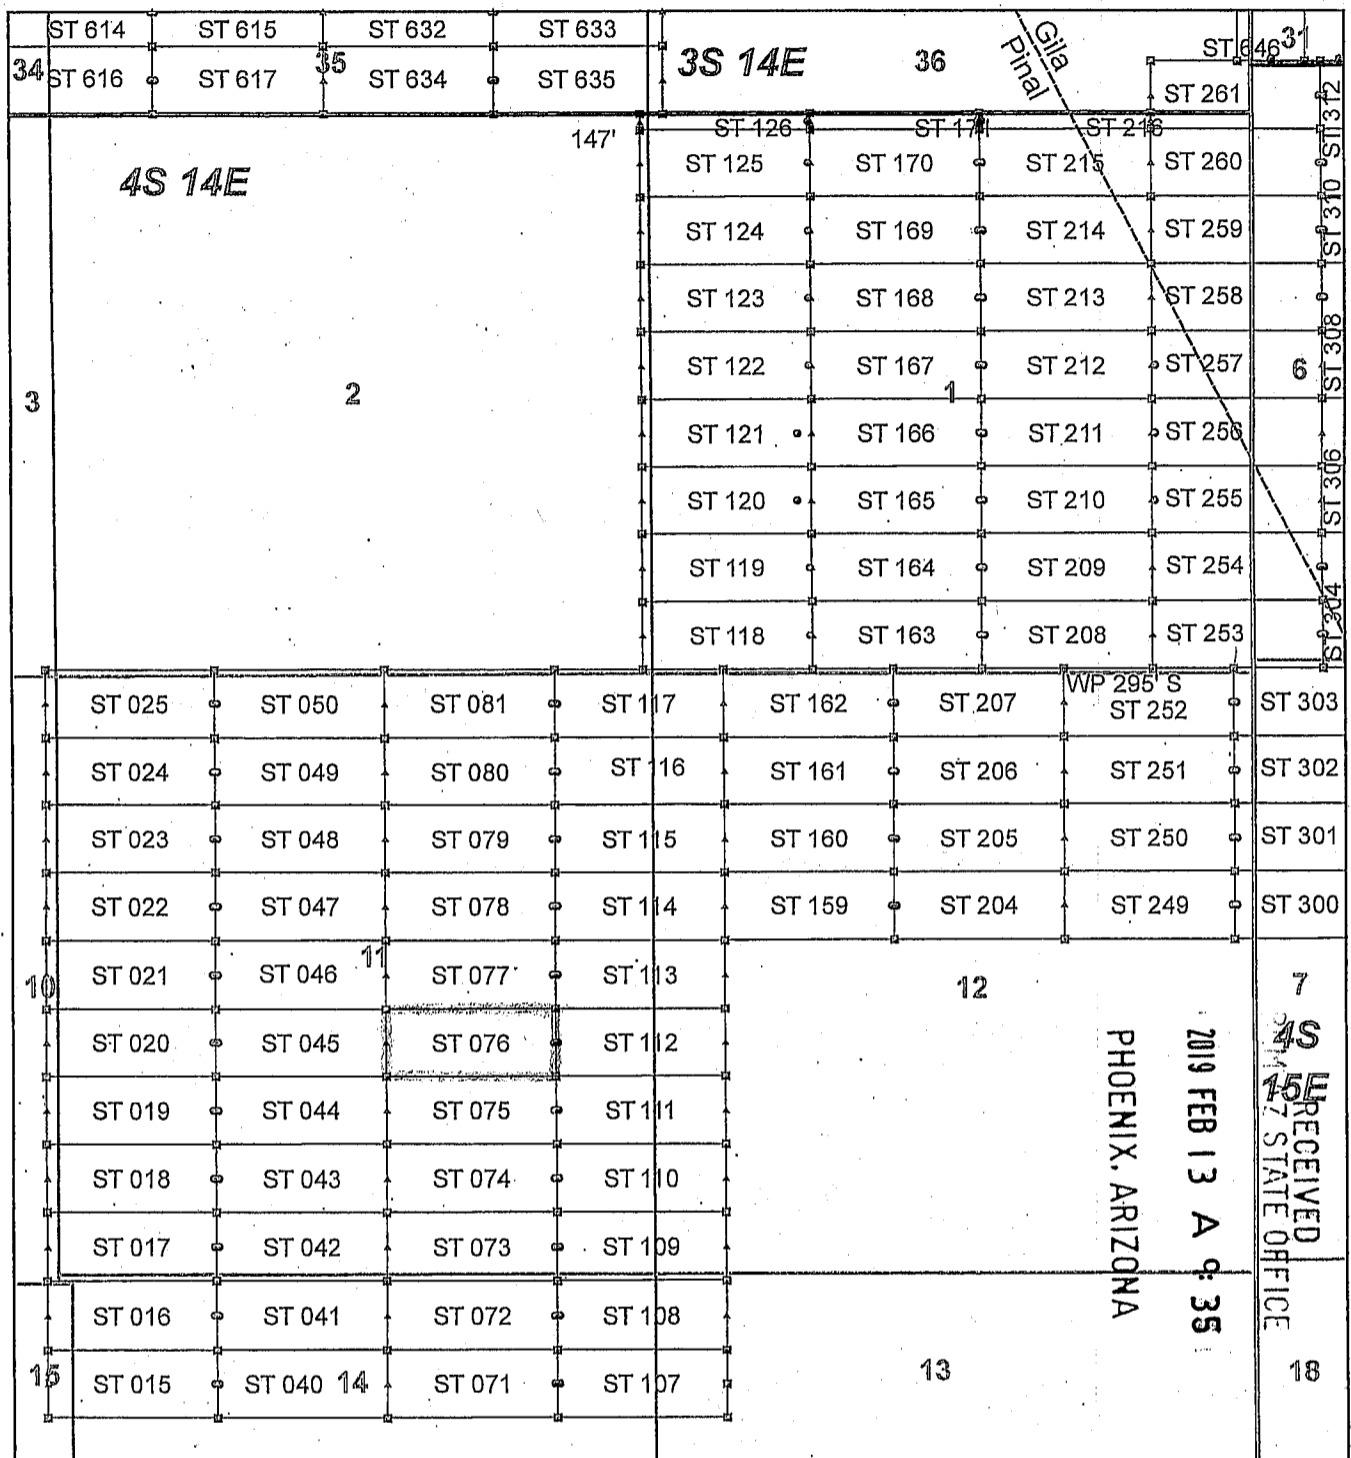 ST 614 ST 615 ST 632 ST 633
34 35 3S 14E 36 Gila ST 646 31
ST 616 ST 617 ST 634 ST 635 Pinal ST 261
147' ST 126 ST 171 ST 216 ST 312
4S 14E ST 125 ST 170 ST 215 ST 260
ST 124 ST 169 ST 214 ST 259 ST 310
ST 123 ST 168 ST 213 ST 258
ST 122 ST 167 ST 212 ST 257 ST 308
3 2 1 6
ST 121 ST 166 ST 211 ST 256
ST 120 ST 165 ST 210 ST 255 ST 306
ST 119 ST 164 ST 209 ST 254
ST 118 ST 163 ST 208 ST 253 ST 304
WP 295' S
ST 025 ST 050 ST 081 ST 117 ST 162 ST 207 ST 252 ST 303
ST 024 ST 049 ST 080 ST 116 ST 161 ST 206 ST 251 ST 302
ST 023 ST 048 ST 079 ST 115 ST 160 ST 205 ST 250 ST 301
ST 022 ST 047 ST 078 ST 114 ST 159 ST 204 ST 249 ST 300
11
ST 021 ST 046 ST 077 ST 113
10 12 7
ST 020 ST 045 ST 076 ST 112 4S
15E
ST 019 ST 044 ST 075 ST 111
ST 018 ST 043 ST 074 ST 110
ST 017 ST 042 ST 073 ST 109
ST 016 ST 041 ST 072 ST 108
15 ST 015 ST 040 14 ST 071 ST 107 13 18
RECEIVED
STATE OFFICE
2019 FEB 13 A 9:35
PHOENIX, ARIZONA